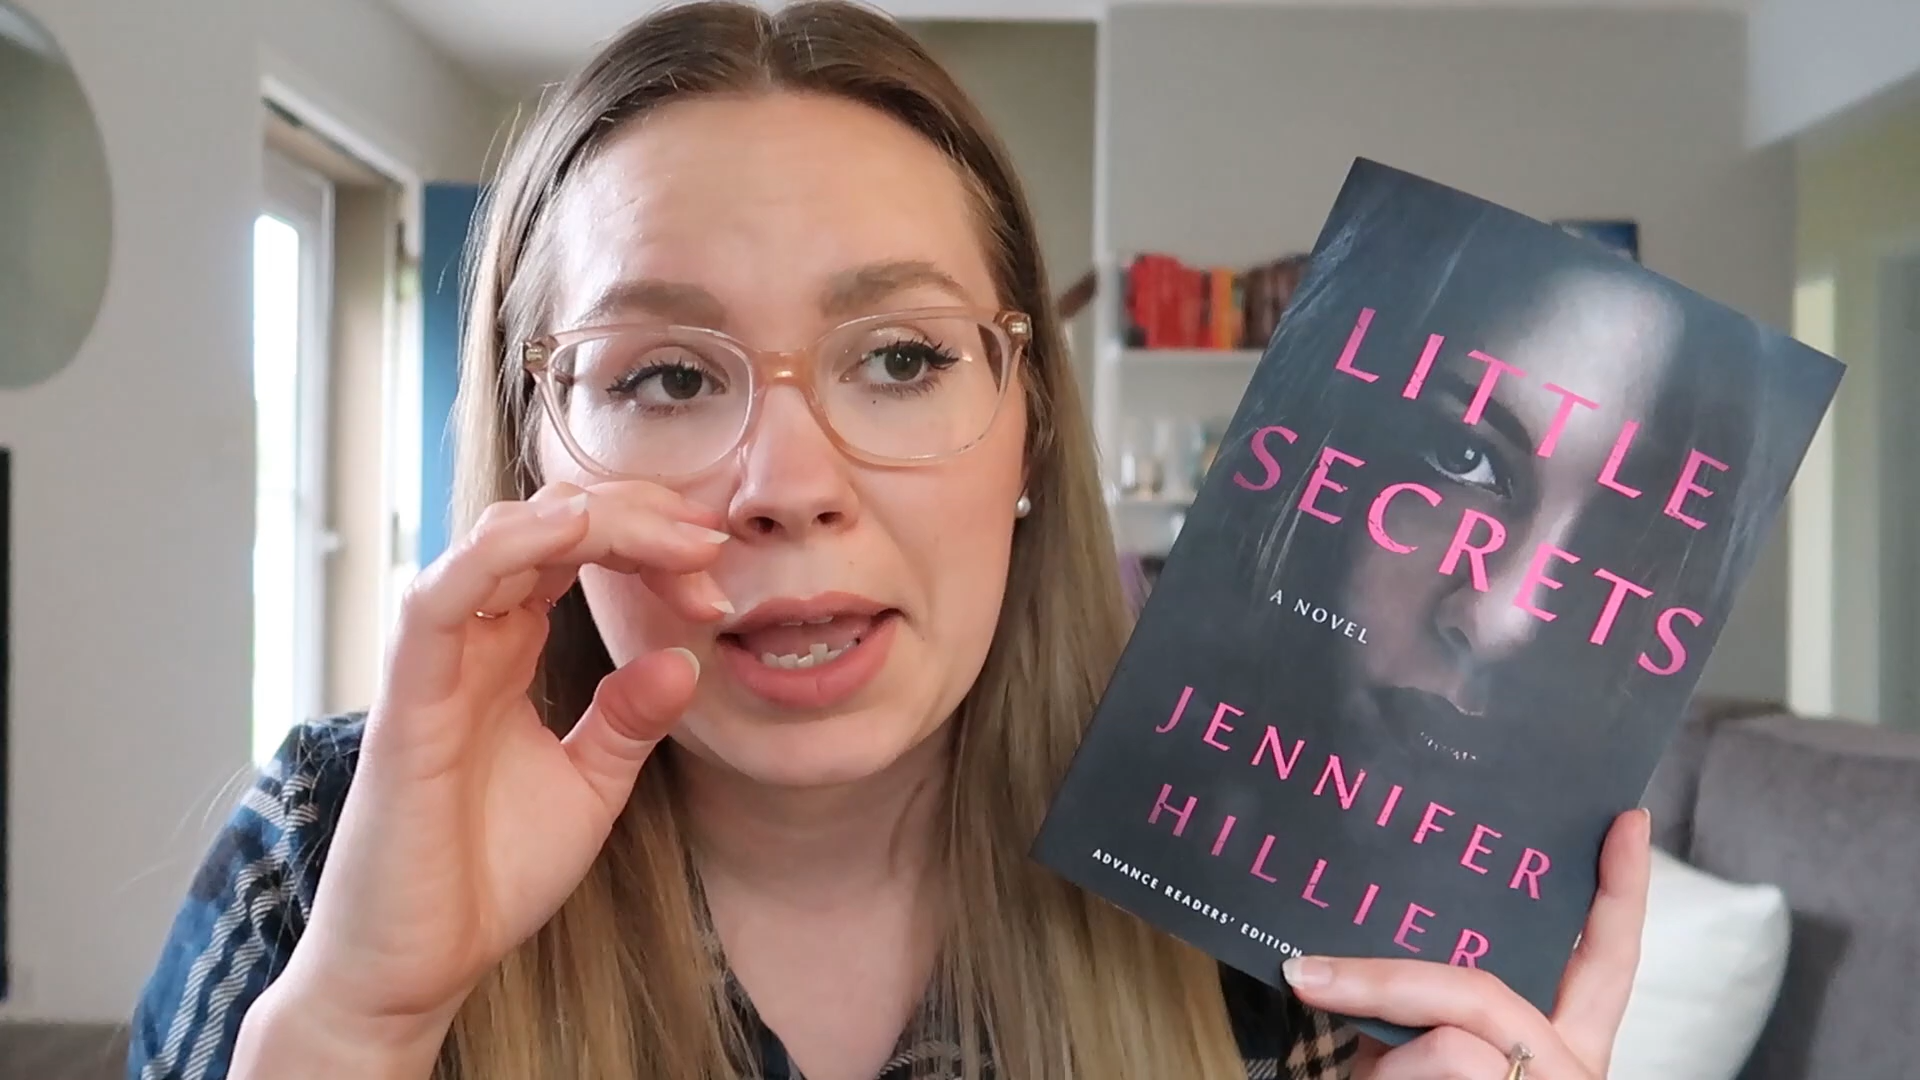 LITTLE
SECRETS
A NOVEL
JENNIFER
HILLIER
ADVANCE READERS' EDITION